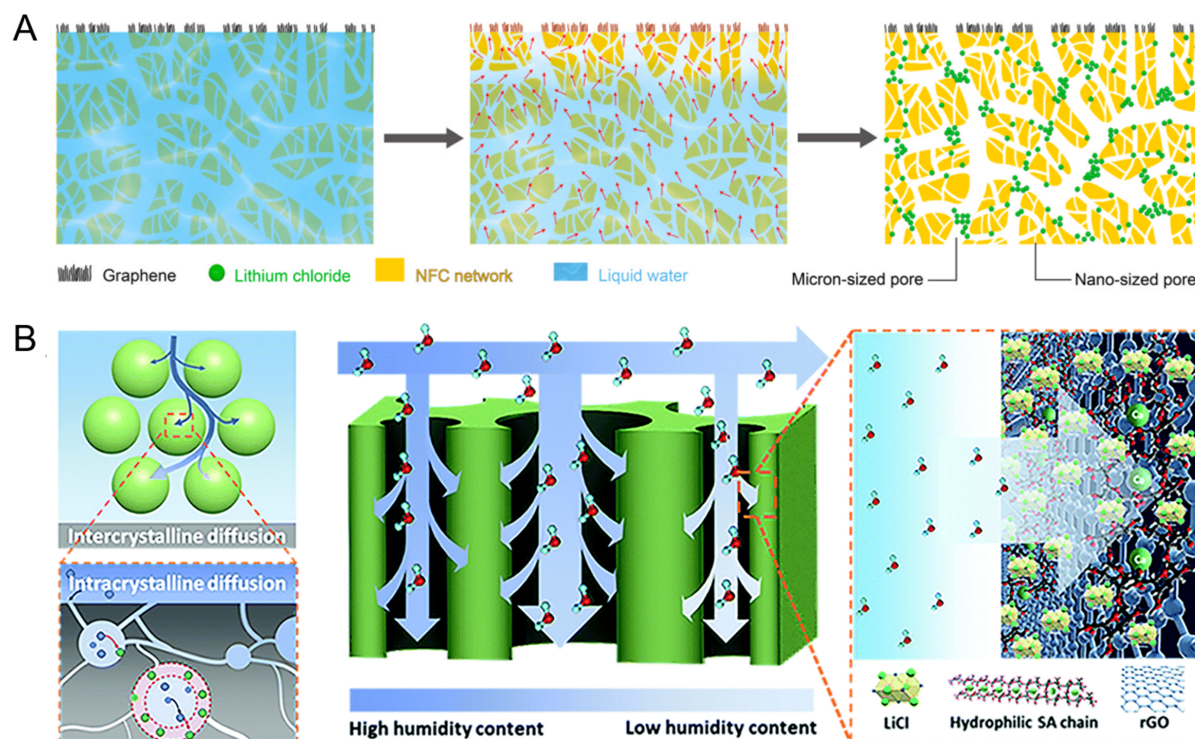 A
Graphene
Lithium chloride
NFC network
Liquid water
Micron-sized pore
Nano-sized pore
B
Intercrystalline diffusion
Intracrystalline diffusion
High humidity content
Low humidity content
LiCl
Hydrophilic SA chain
rGO